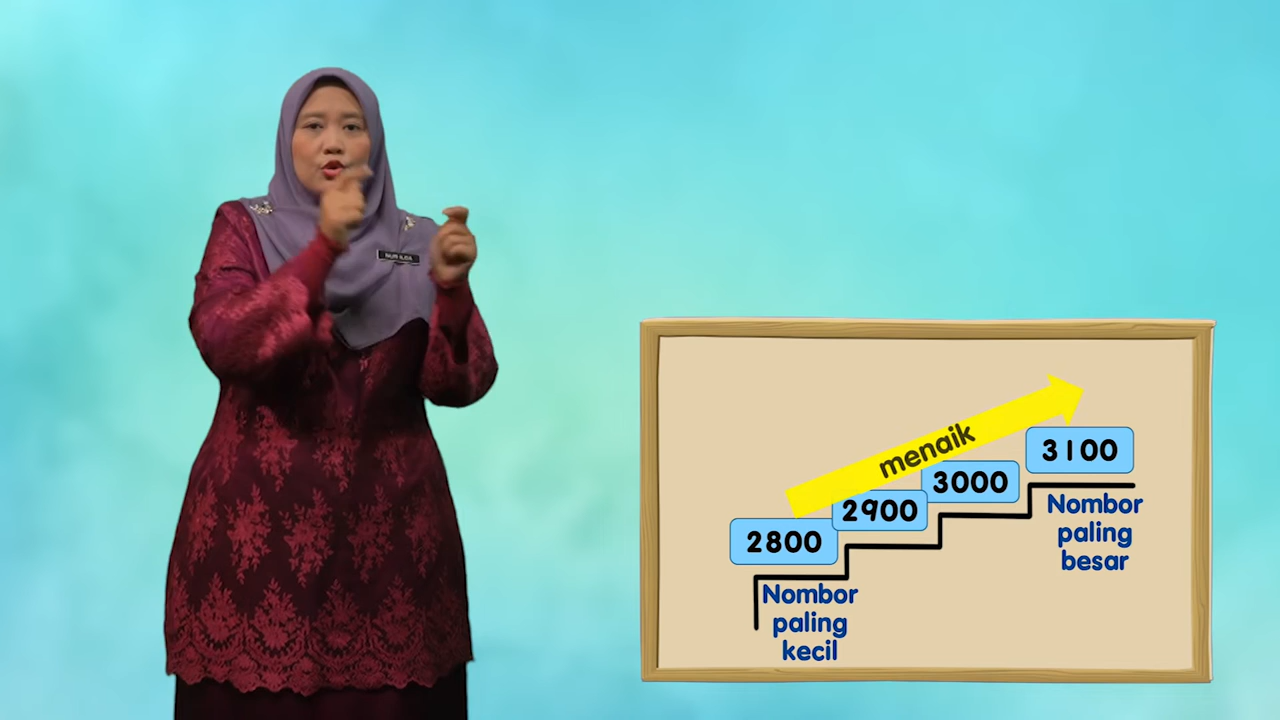 menaik
2800
2900
3000
3100
Nombor
paling
kecil
Nombor
paling
besar